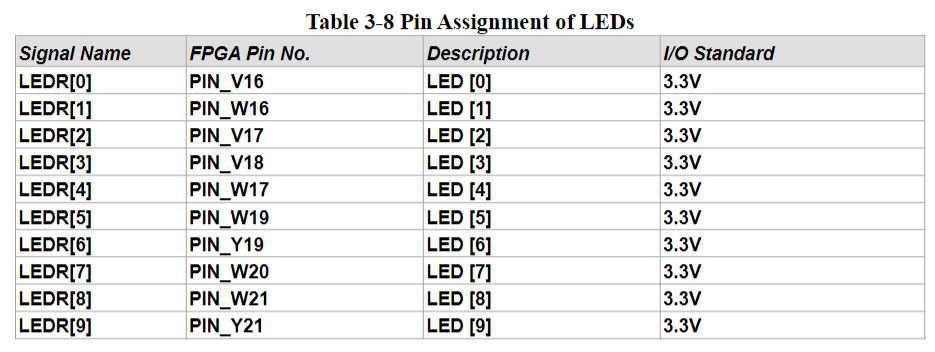 Table 3-8 Pin Assignment of LEDs
Signal Name FPGA Pin No. Description I/O Standard
LEDR[0] PIN_V16 LED [0] 3.3V
LEDR[1] PIN_W16 LED [1] 3.3V
LEDR[2] PIN_V17 LED [2] 3.3V
LEDR[3] PIN_V18 LED [3] 3.3V
LEDR[4] PIN_W17 LED [4] 3.3V
LEDR[5] PIN_W19 LED [5] 3.3V
LEDR[6] PIN_Y19 LED [6] 3.3V
LEDR[7] PIN_W20 LED [7] 3.3V
LEDR[8] PIN_W21 LED [8] 3.3V
LEDR[9] PIN_Y21 LED [9] 3.3V